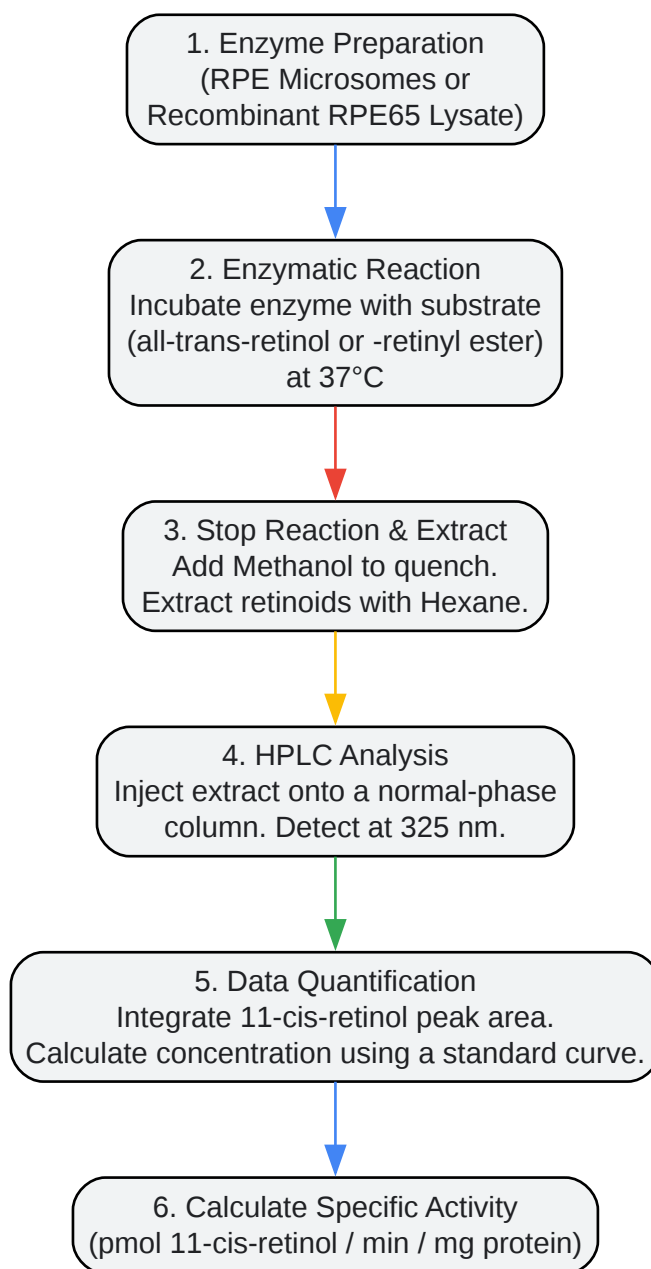 1. Enzyme Preparation
(RPE Microsomes or
Recombinant RPE65 Lysate)
2. Enzymatic Reaction
Incubate enzyme with substrate
(all-trans-retinol or -retinyl ester)
at 37°C
3. Stop Reaction & Extract
Add Methanol to quench.
Extract retinoids with Hexane.
4. HPLC Analysis
Inject extract onto a normal-phase
column. Detect at 325 nm.
5. Data Quantification
Integrate 11-cis-retinol peak area.
Calculate concentration using a standard curve.
6. Calculate Specific Activity
(pmol 11-cis-retinol / min / mg protein)